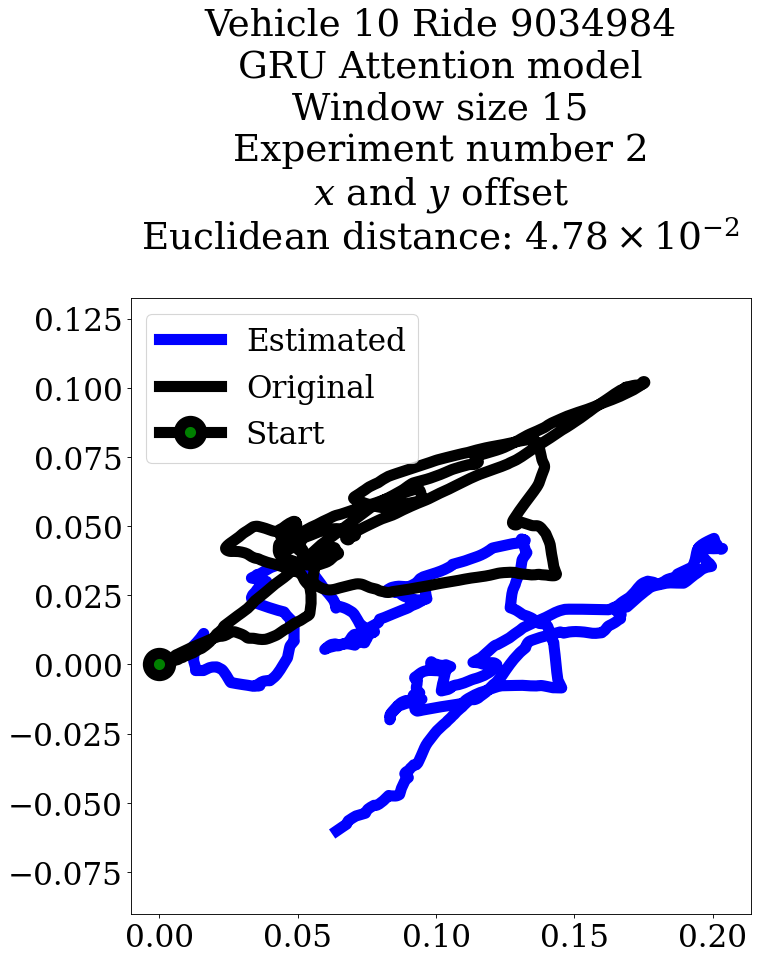 Vehicle 10 Ride 9034984
GRU Attention model
Window size 15
Experiment number 2
x and y offset
Euclidean distance: 4.78 × 10⁻²
0.125
0.100
0.075
0.050
0.025
0.000
−0.025
−0.050
−0.075
Estimated
Original
Start
0.00 0.05 0.10 0.15 0.20